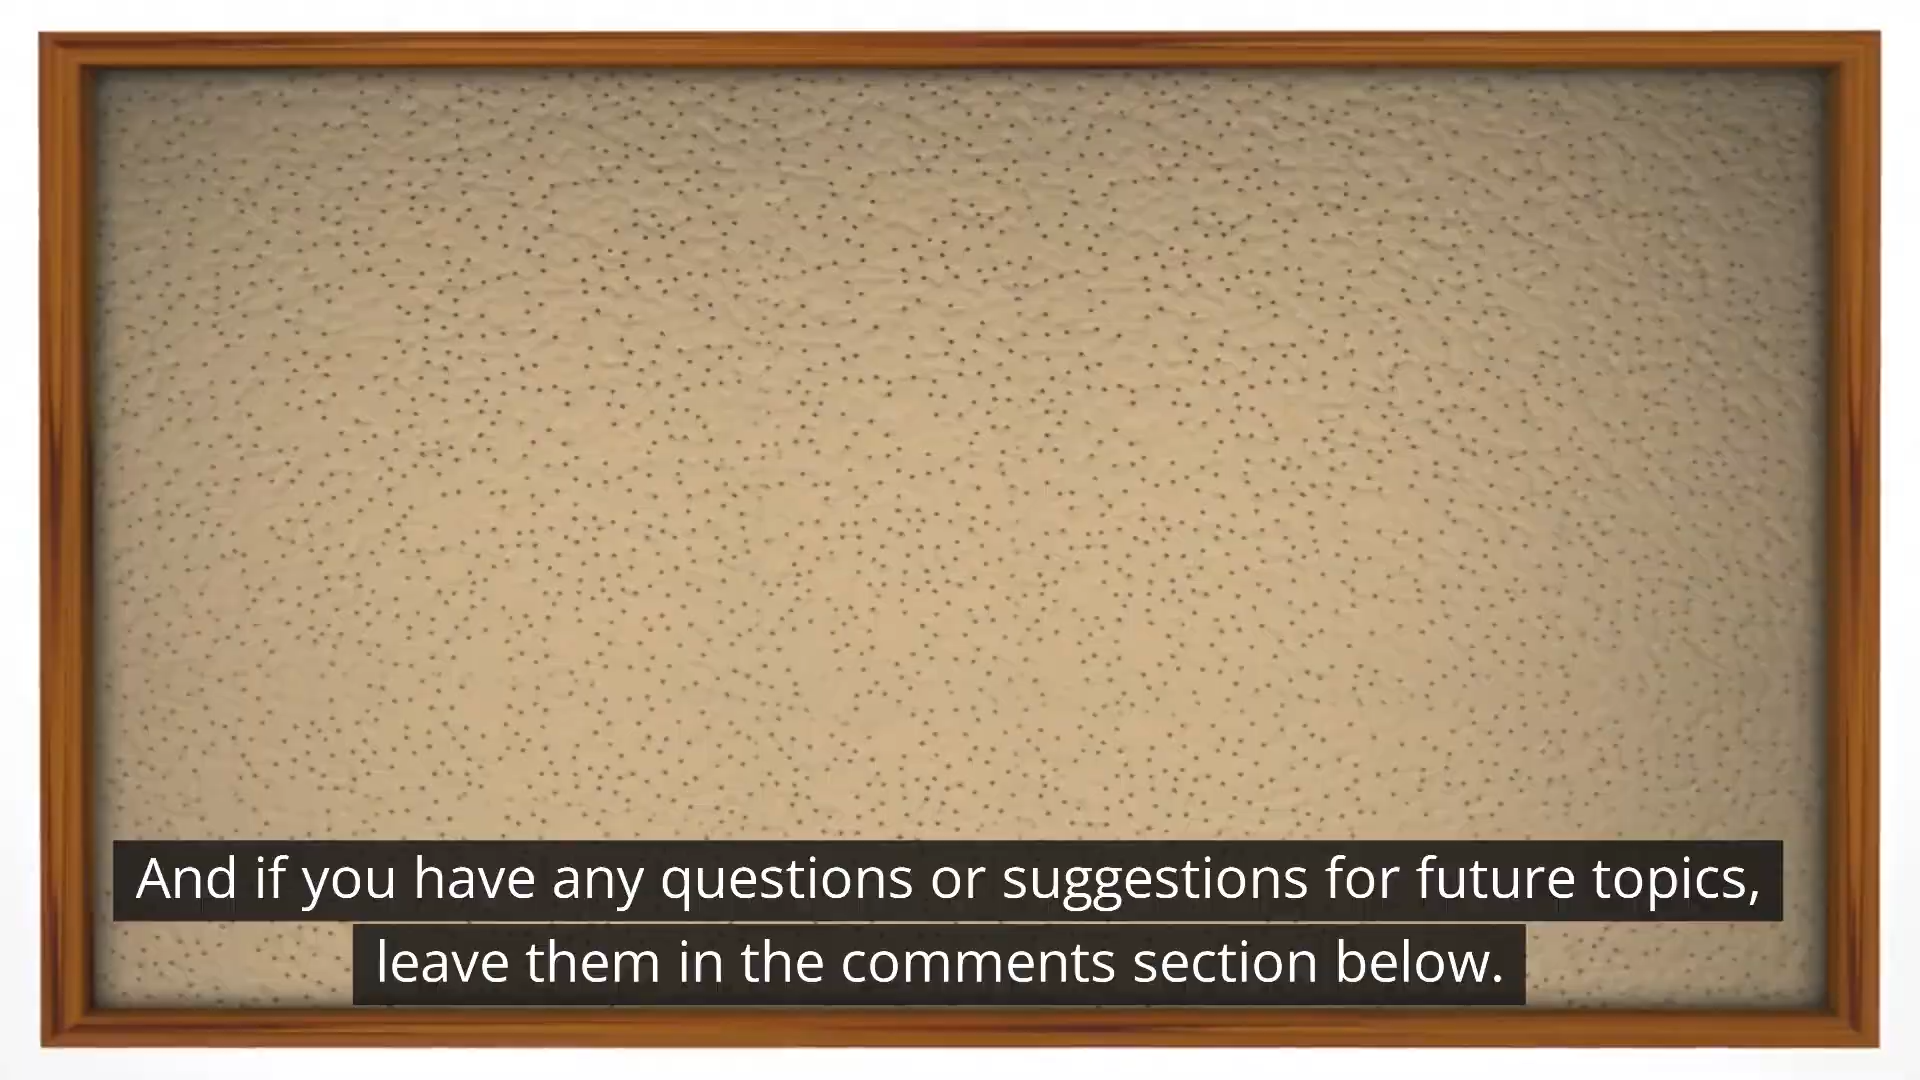 And if you have any questions or suggestions for future topics,
leave them in the comments section below.